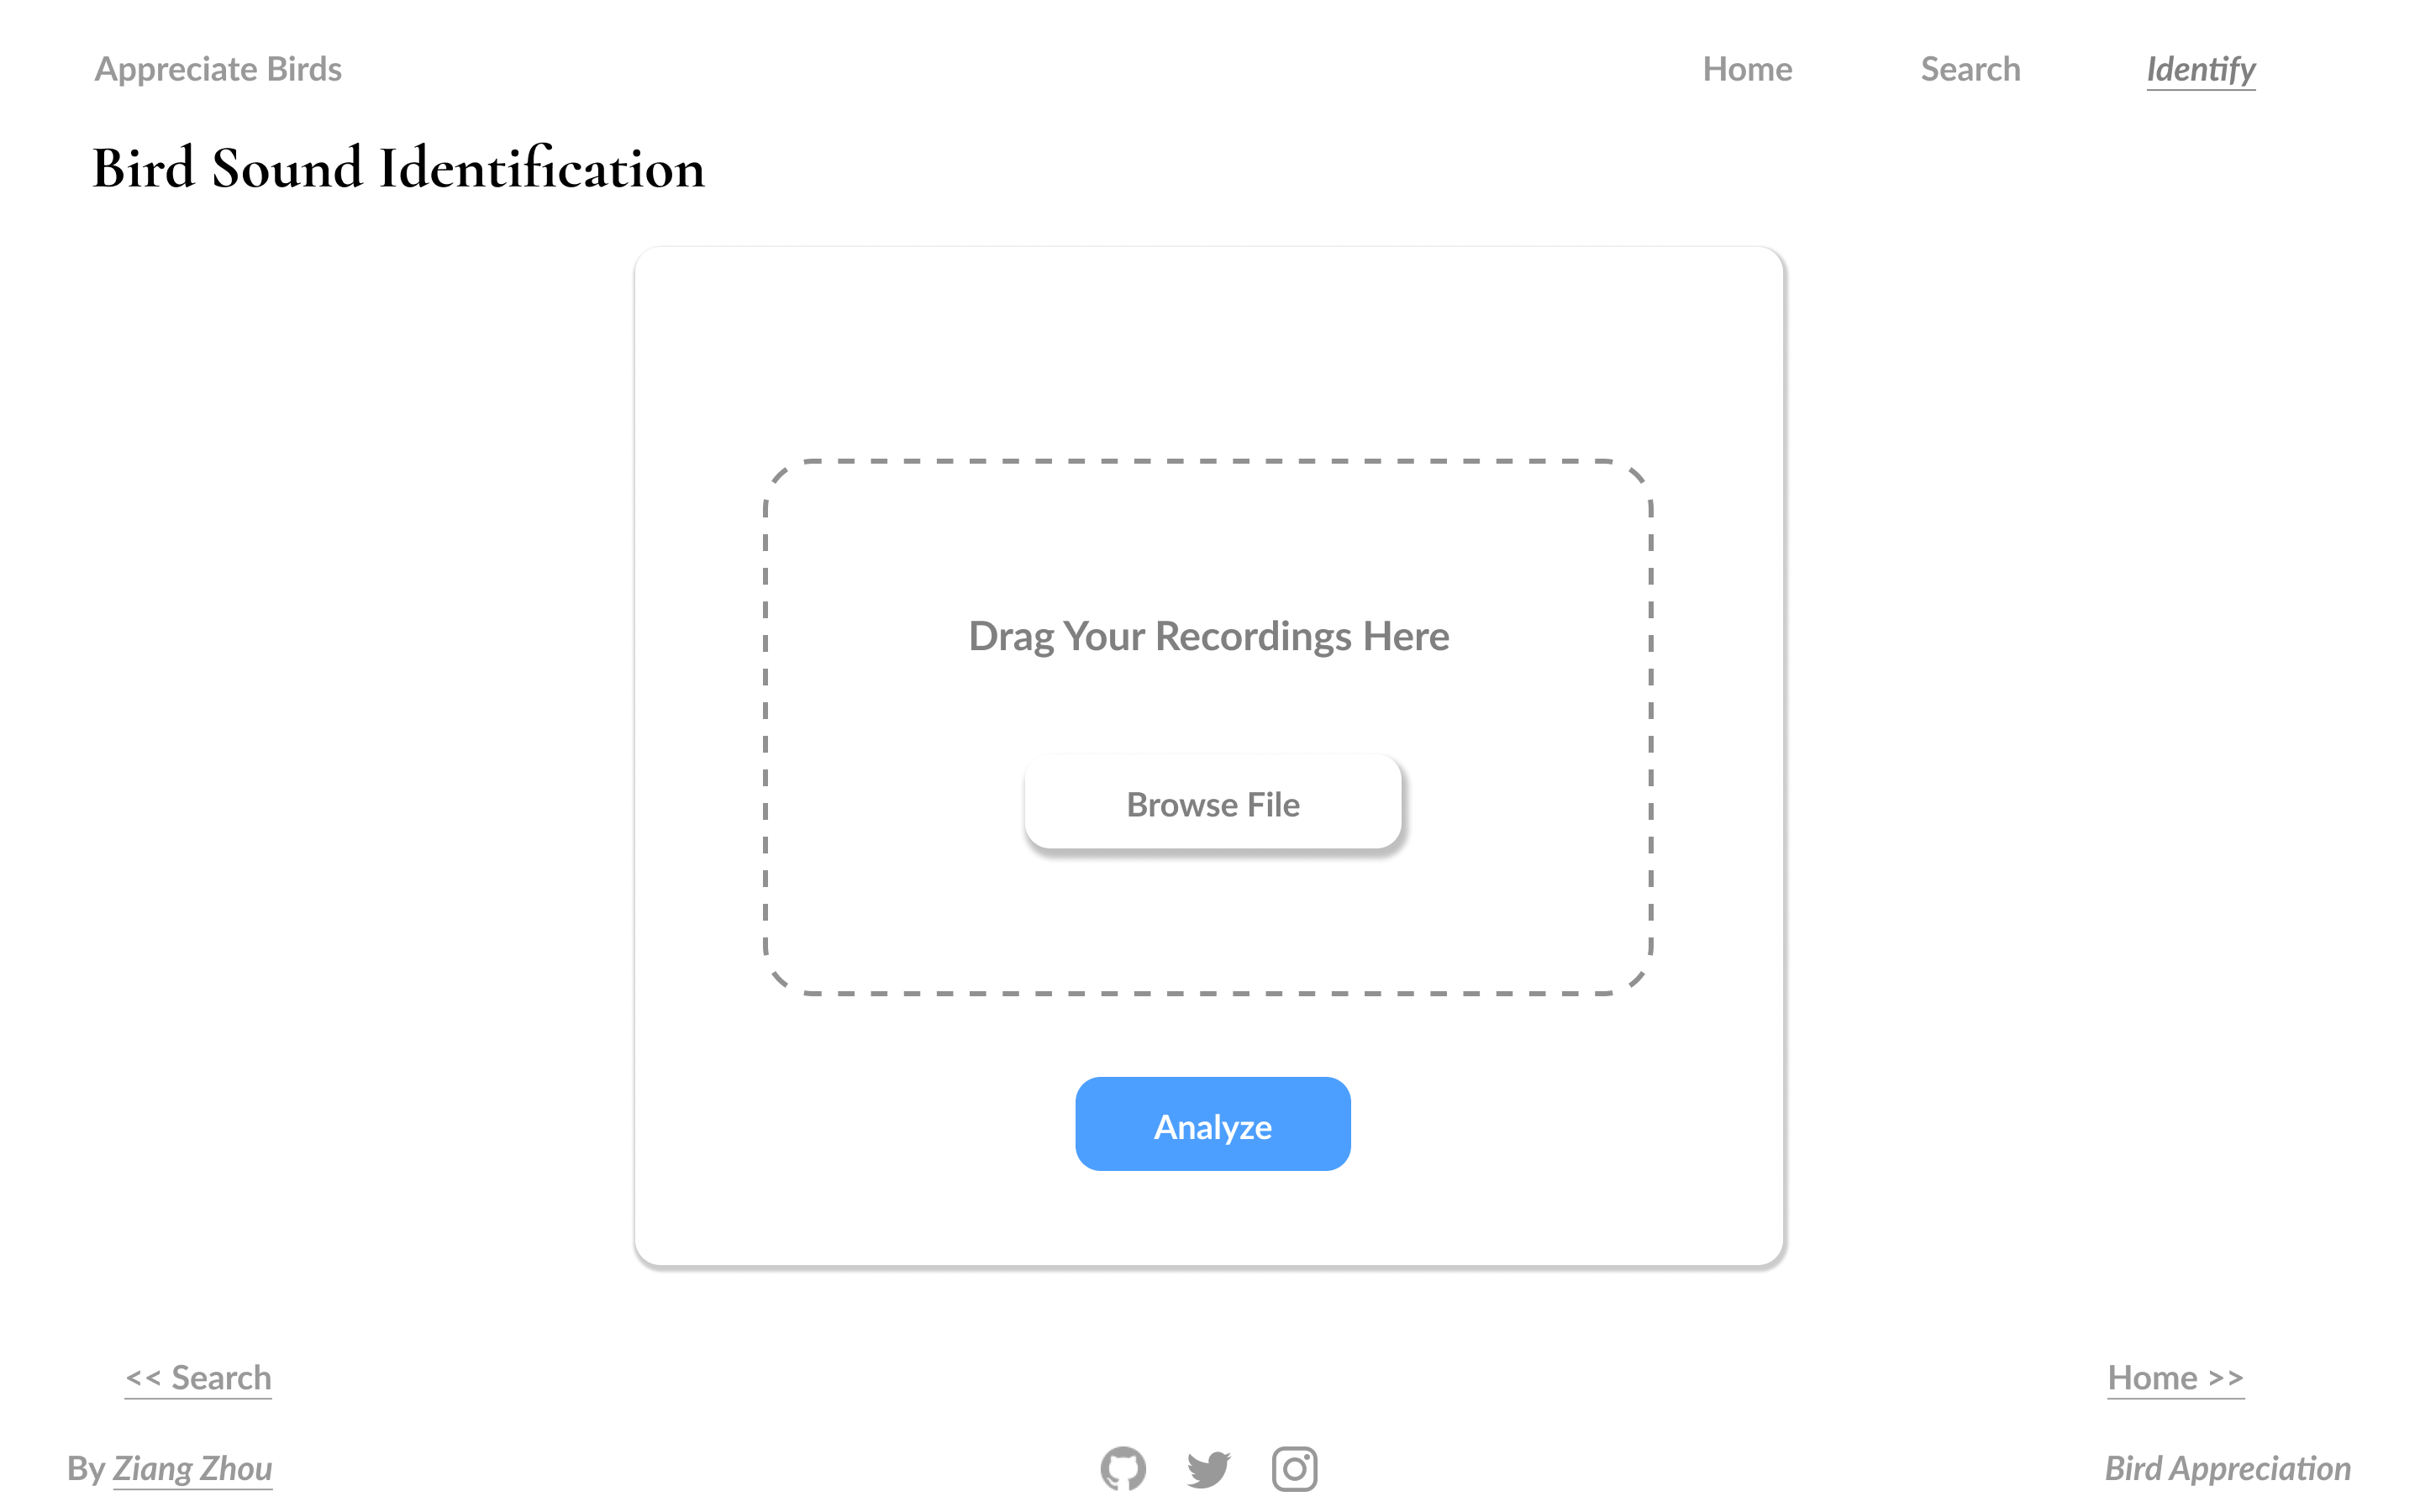 Appreciate Birds Home Search Identify
Bird Sound Identification
Drag Your Recordings Here
Browse File
Analyze
<< Search Home >>
By Ziang Zhou Bird Appreciation